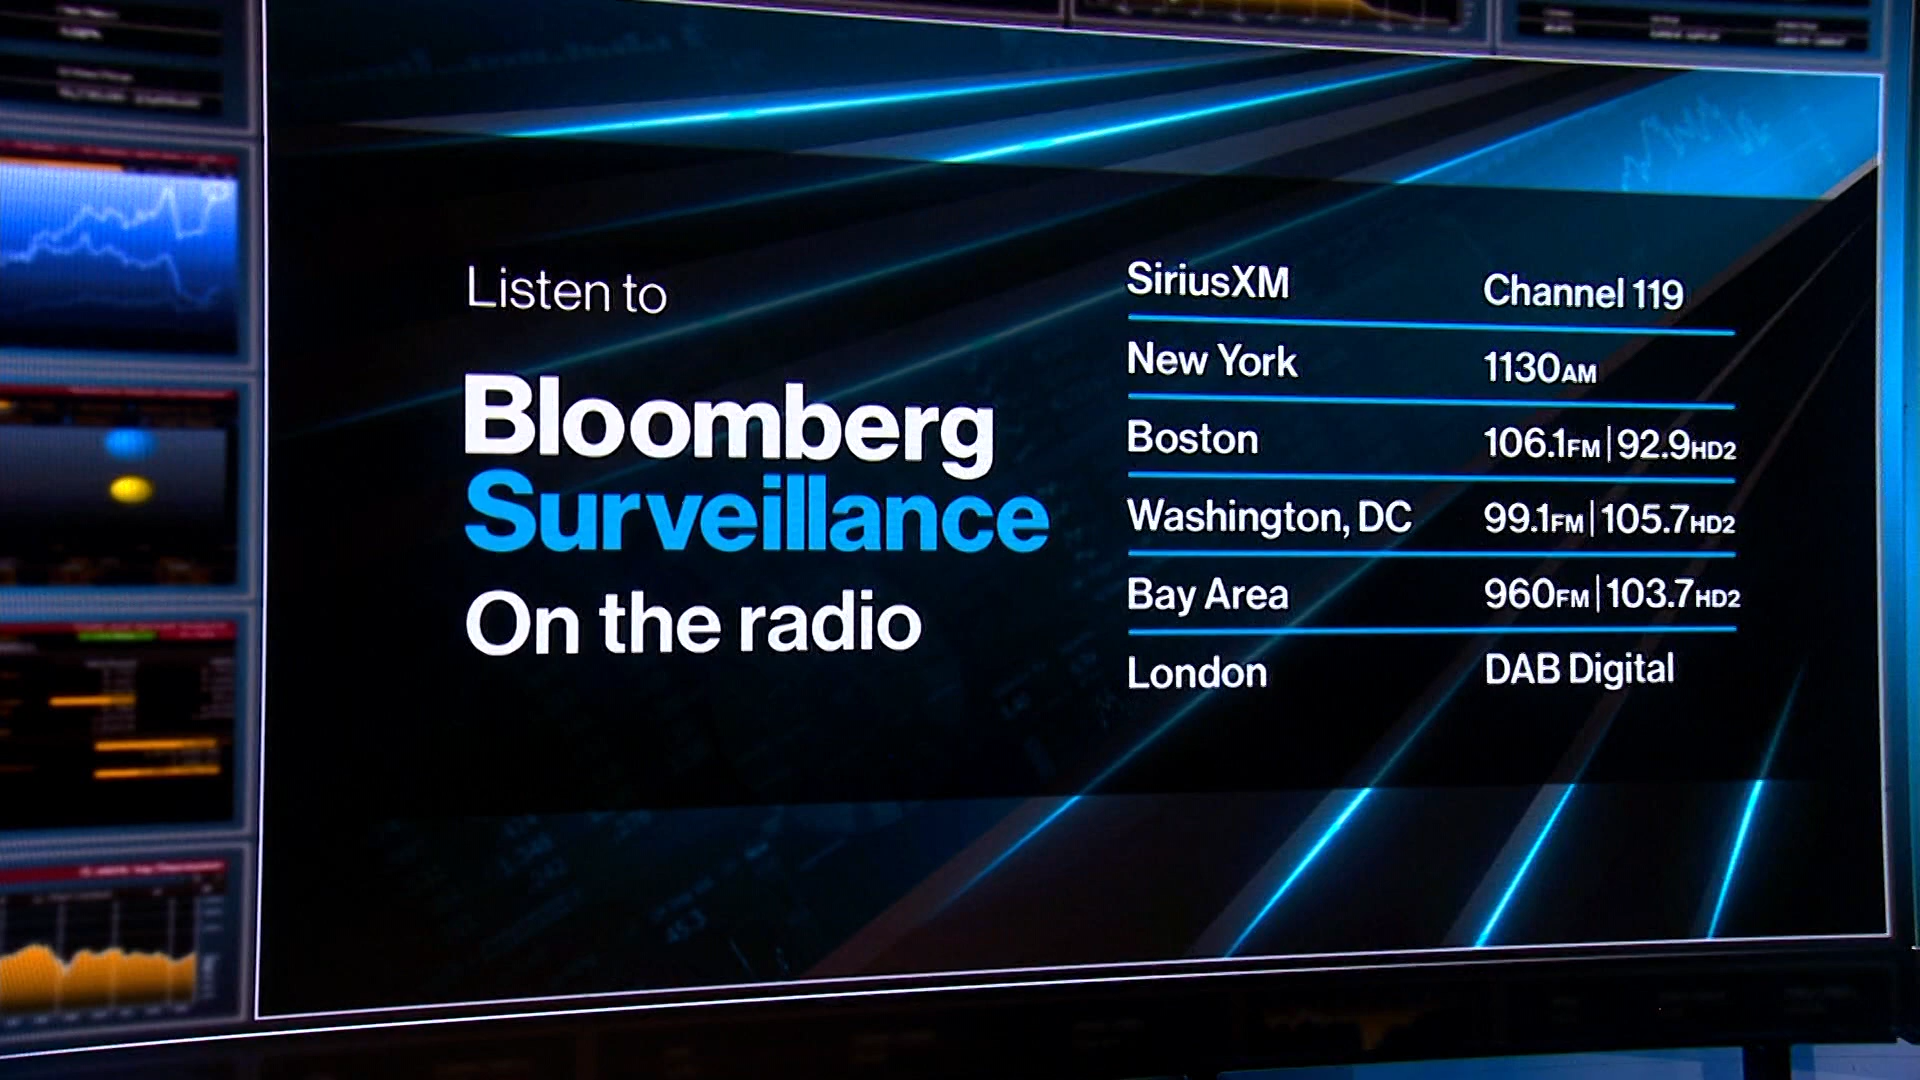 Listen to
Bloomberg
Surveillance
On the radio
SiriusXM Channel 119
New York 1130AM
Boston 106.1FM|92.9HD2
Washington, DC 99.1FM|105.7HD2
Bay Area 960FM|103.7HD2
London DAB Digital